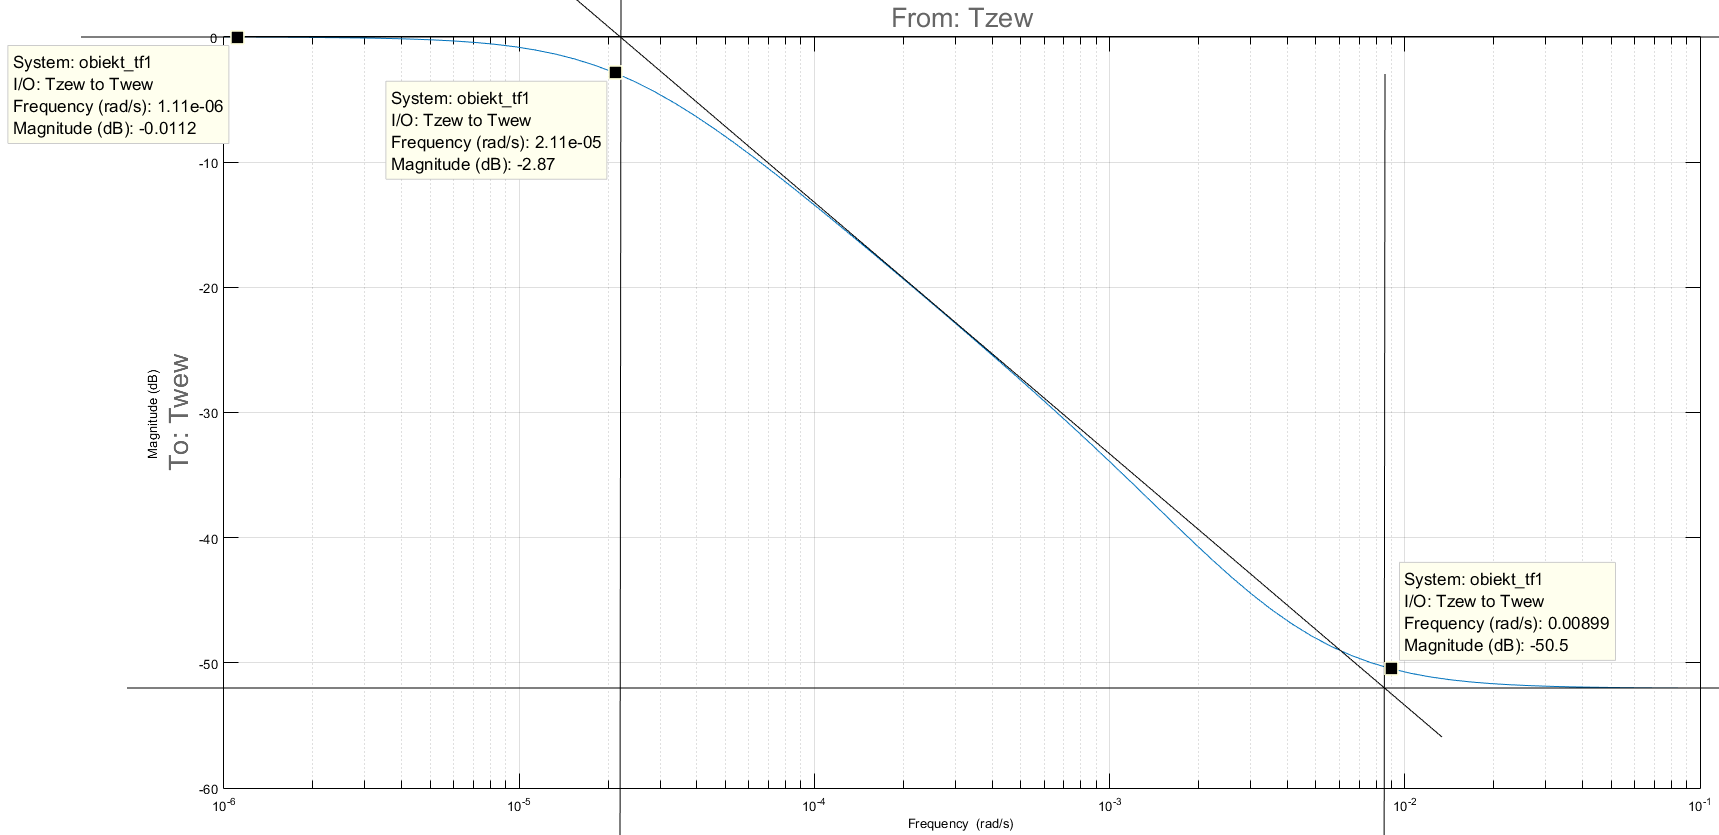 From: Tzew
0
System: obiekt_tf1
I/O: Tzew to Twew
Frequency (rad/s): 1.11e-06
Magnitude (dB): -0.0112
System: obiekt_tf1
I/O: Tzew to Twew
Frequency (rad/s): 2.11e-05
Magnitude (dB): -2.87
-10
-20
-30
To: Twew
Magnitude (dB)
-40
System: obiekt_tf1
I/O: Tzew to Twew
Frequency (rad/s): 0.00899
Magnitude (dB): -50.5
-50
-60
10^-6 10^-5 10^-4 10^-3 10^-2 10^-1
Frequency (rad/s)